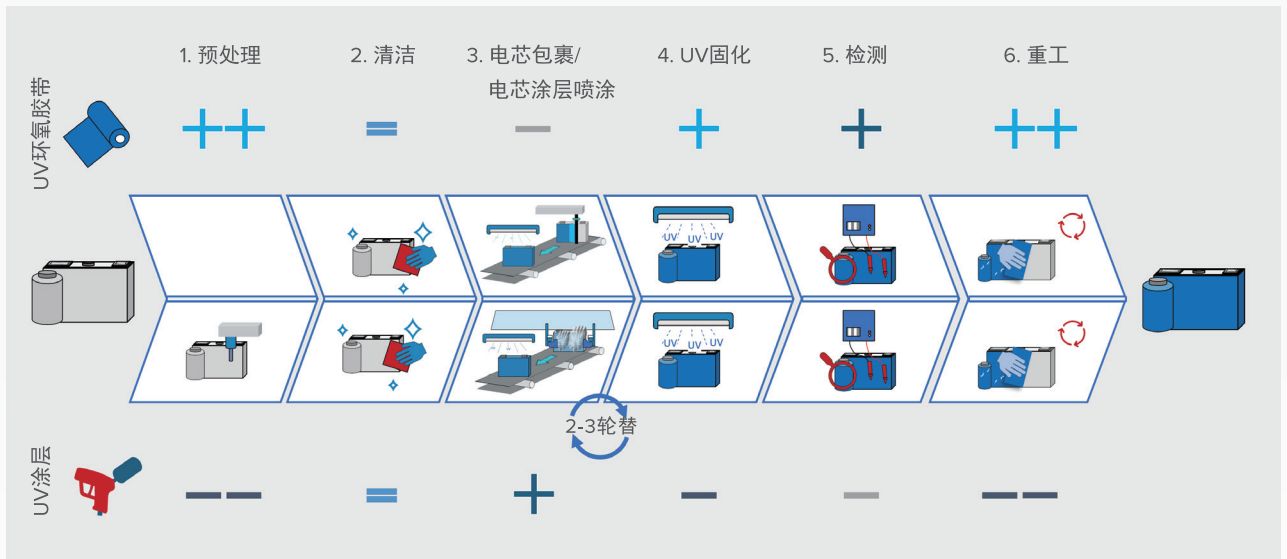 1. 预处理
2. 清洁
3. 电芯包裹/
电芯涂层喷涂
4. UV固化
5. 检测
6. 重工
UV环氧胶带
UV UV UV
UV UV UV
2-3轮替
UV涂层